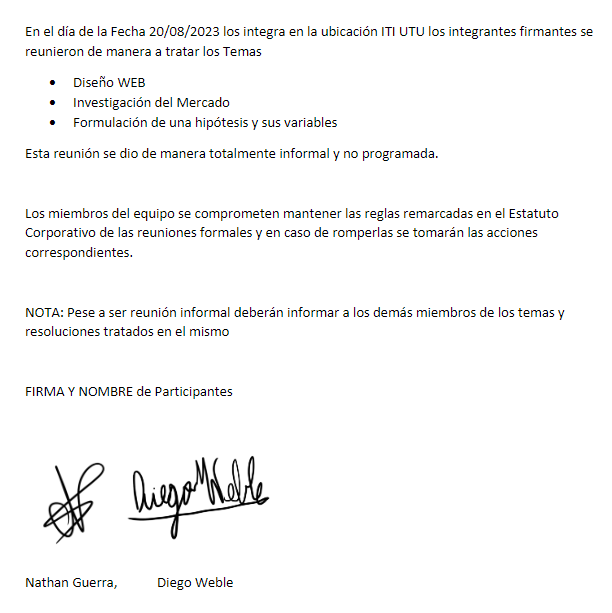 En el día de la Fecha 20/08/2023 los integra en la ubicación ITI UTU los integrantes firmantes se
reunieron de manera a tratar los Temas
• Diseño WEB
• Investigación del Mercado
• Formulación de una hipótesis y sus variables
Esta reunión se dio de manera totalmente informal y no programada.
Los miembros del equipo se comprometen mantener las reglas remarcadas en el Estatuto
Corporativo de las reuniones formales y en caso de romperlas se tomarán las acciones
correspondientes.
NOTA: Pese a ser reunión informal deberán informar a los demás miembros de los temas y
resoluciones tratados en el mismo
FIRMA Y NOMBRE de Participantes
Diego Weble
Nathan Guerra, Diego Weble